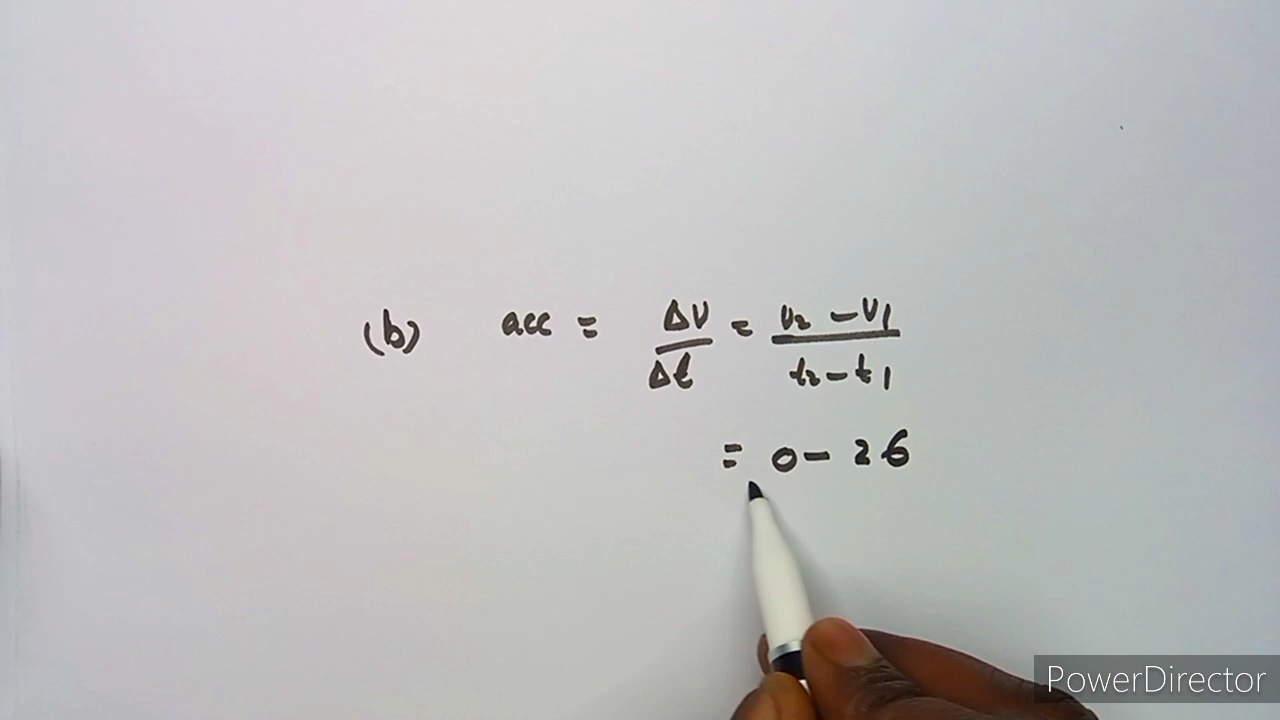 (b) acc = ΔV/Δt = V₂ - V₁/t₂ - t₁
= 0 - 26
PowerDirector